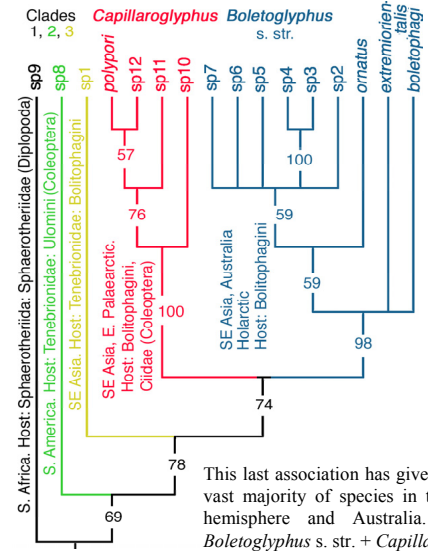 Clades
1, 2, 3
Capillaroglyphus
Boletoglyphus
s. str.
sp9
sp8
sp1
polypori
sp12
sp11
sp10
sp7
sp6
sp5
sp4
sp3
sp2
ornatus
extremiorien-
talis
boletophagi
57
100
76
59
59
100
98
74
78
69
S. Africa. Host: Sphaerotheriida: Sphaerotheriidae (Diplopoda)
S. America. Host: Tenebrionidae: Ulomini (Coleoptera)
SE Asia. Host: Tenebrionidae: Bolitophagini
SE Asia, E. Palaearctic.
Host: Bolitophagini,
Ciidae (Coleoptera)
SE Asia, Australia
Holarctic
Host: Bolitophagini
This last association has give
vast majority of species in t
hemisphere and Australia.
Boletoglyphus s. str. + Capilla